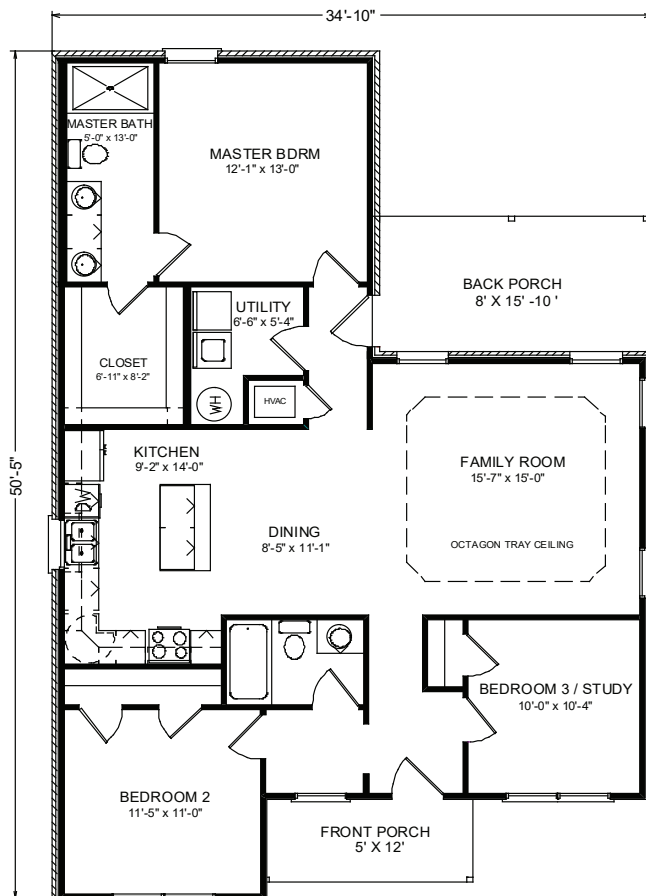 34'-10"
MASTER BATH
5'-0" x 13'-0"
MASTER BDRM
12'-1" x 13'-0"
BACK PORCH
8' X 15' -10 '
UTILITY
6'-6" x 5'-4"
CLOSET
6'-11" x 8'-2"
WH
HVAC
50'-5"
KITCHEN
9'-2" x 14'-0"
DW
FAMILY ROOM
15'-7" x 15'-0"
DINING
8'-5" x 11'-1"
OCTAGON TRAY CEILING
BEDROOM 3 / STUDY
10'-0" x 10'-4"
BEDROOM 2
11'-5" x 11'-0"
FRONT PORCH
5' X 12'